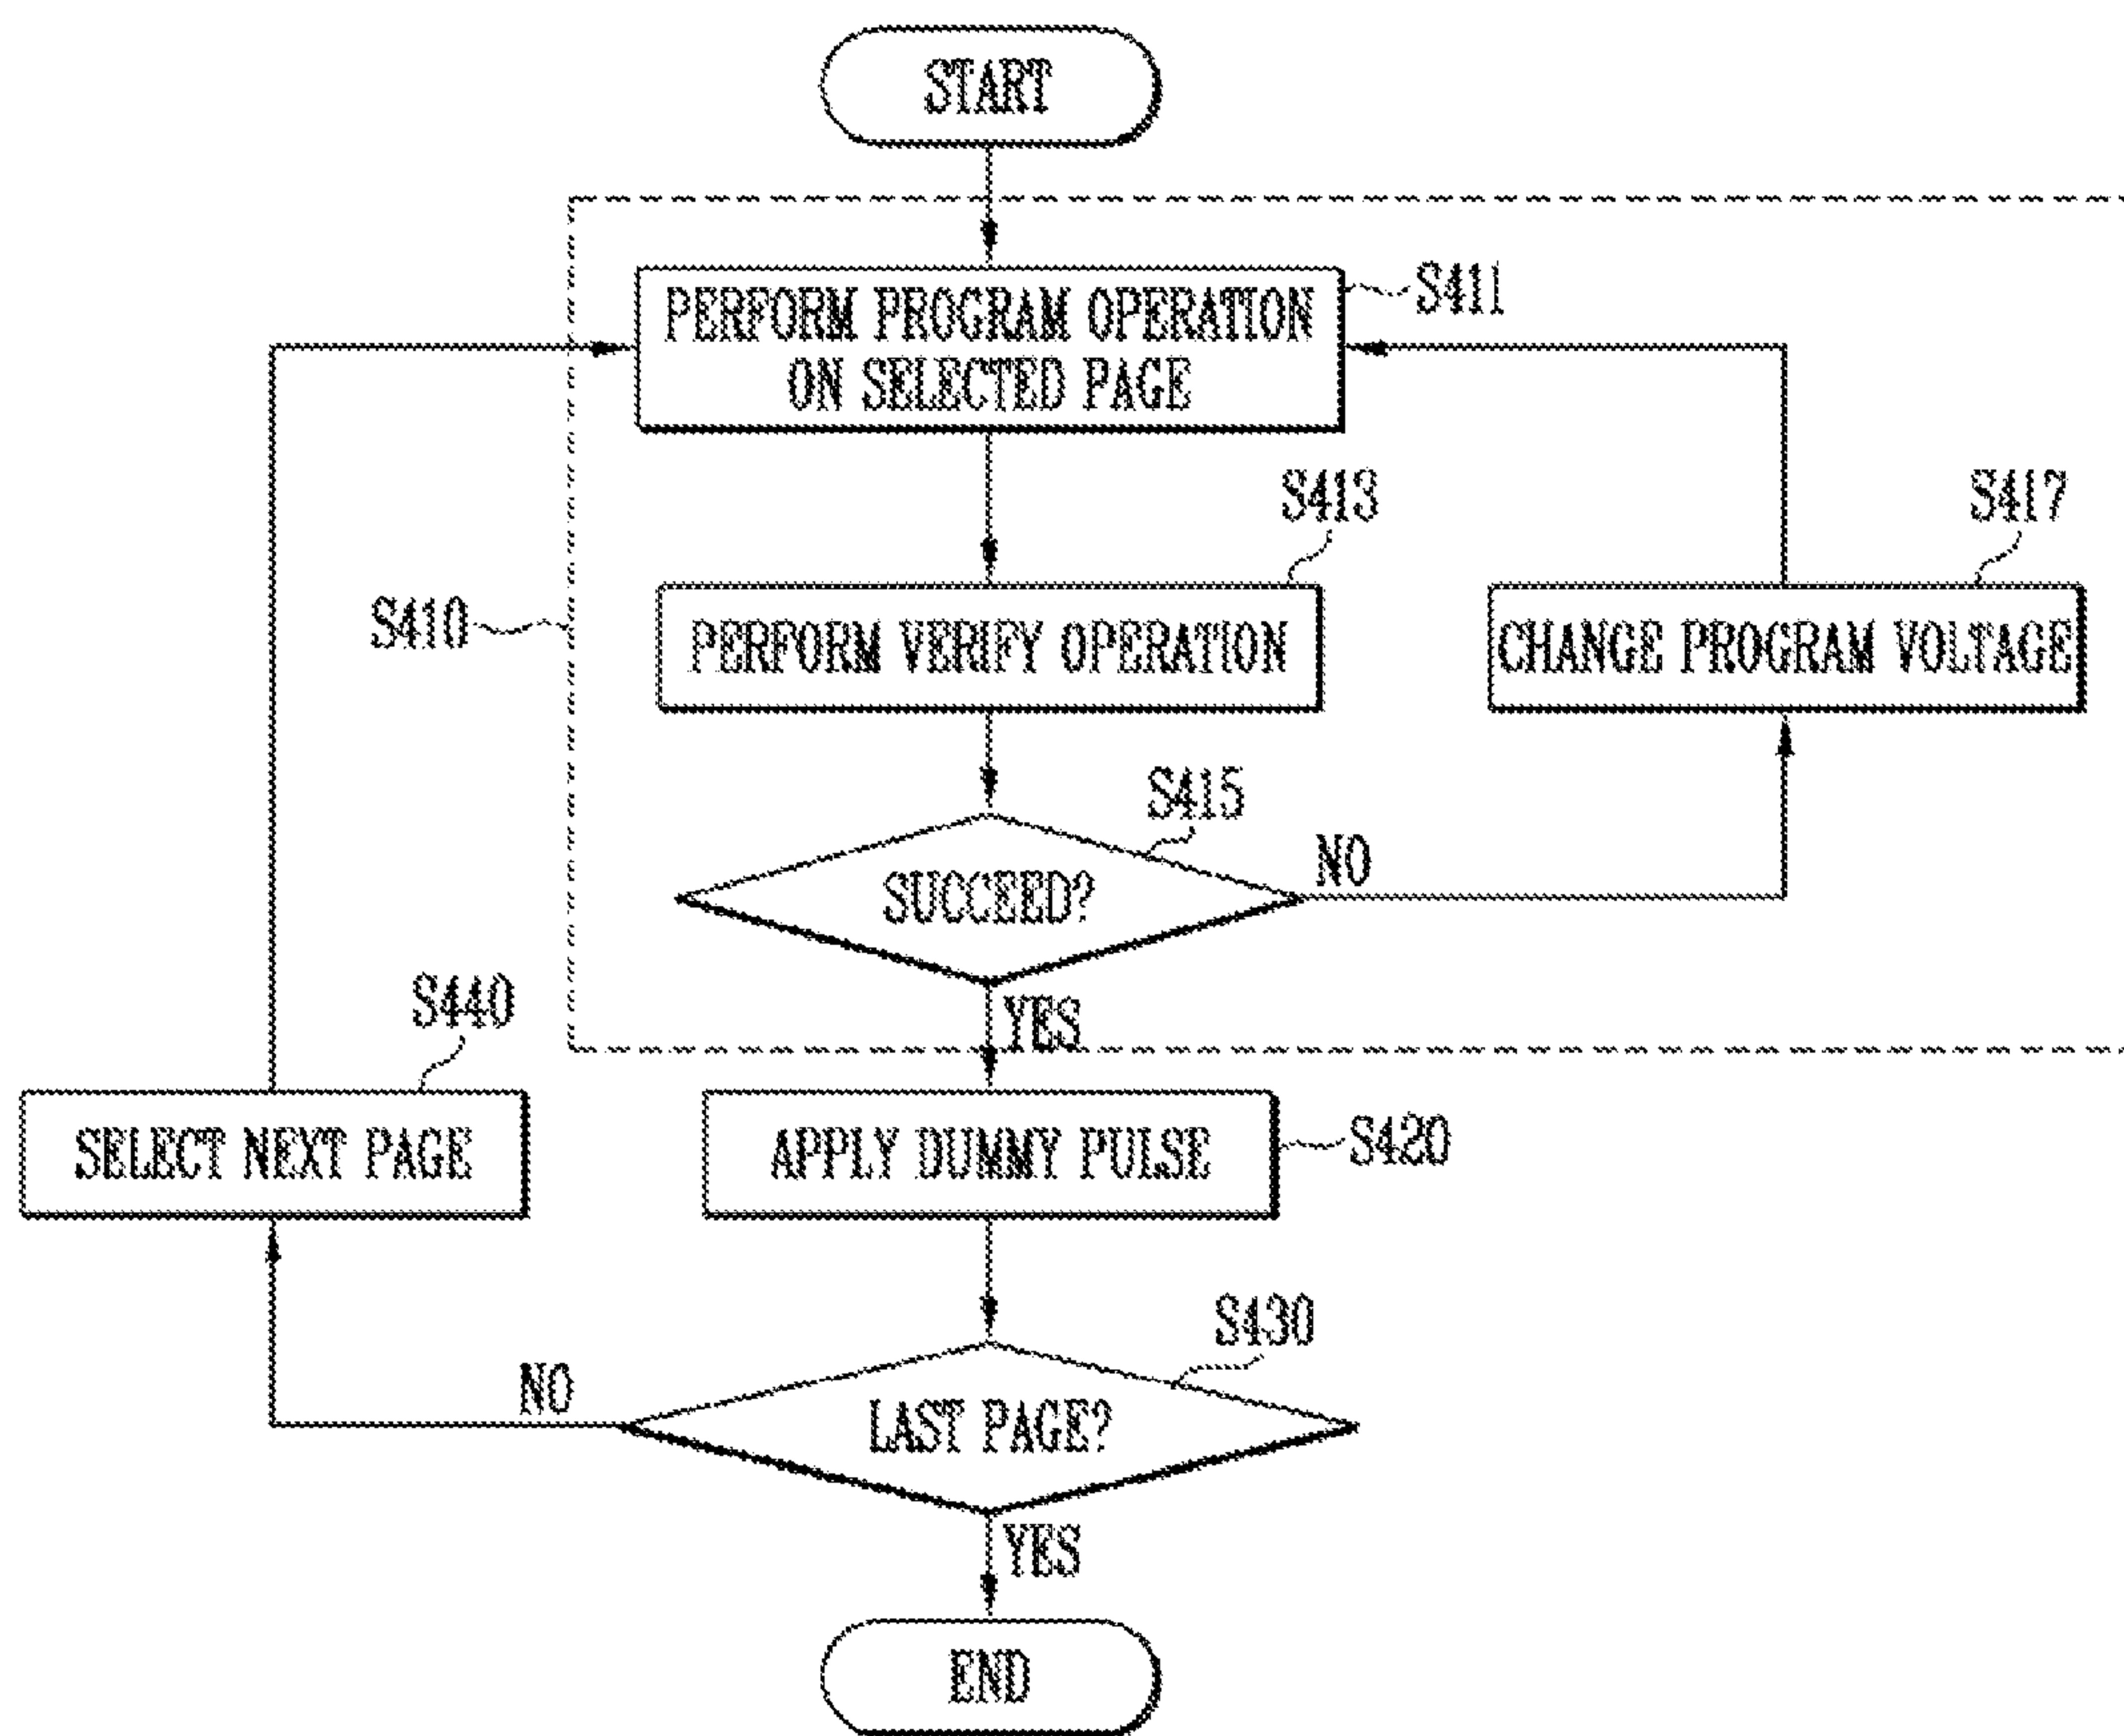 START
PERFORM PROGRAM OPERATION
ON SELECTED PAGE
S411
S413
S417
S410
PERFORM VERIFY OPERATION
CHANGE PROGRAM VOLTAGE
S415
SUCCEED?
NO
YES
S440
SELECT NEXT PAGE
APPLY DUMMY PULSE
S420
S430
NO
LAST PAGE?
YES
END